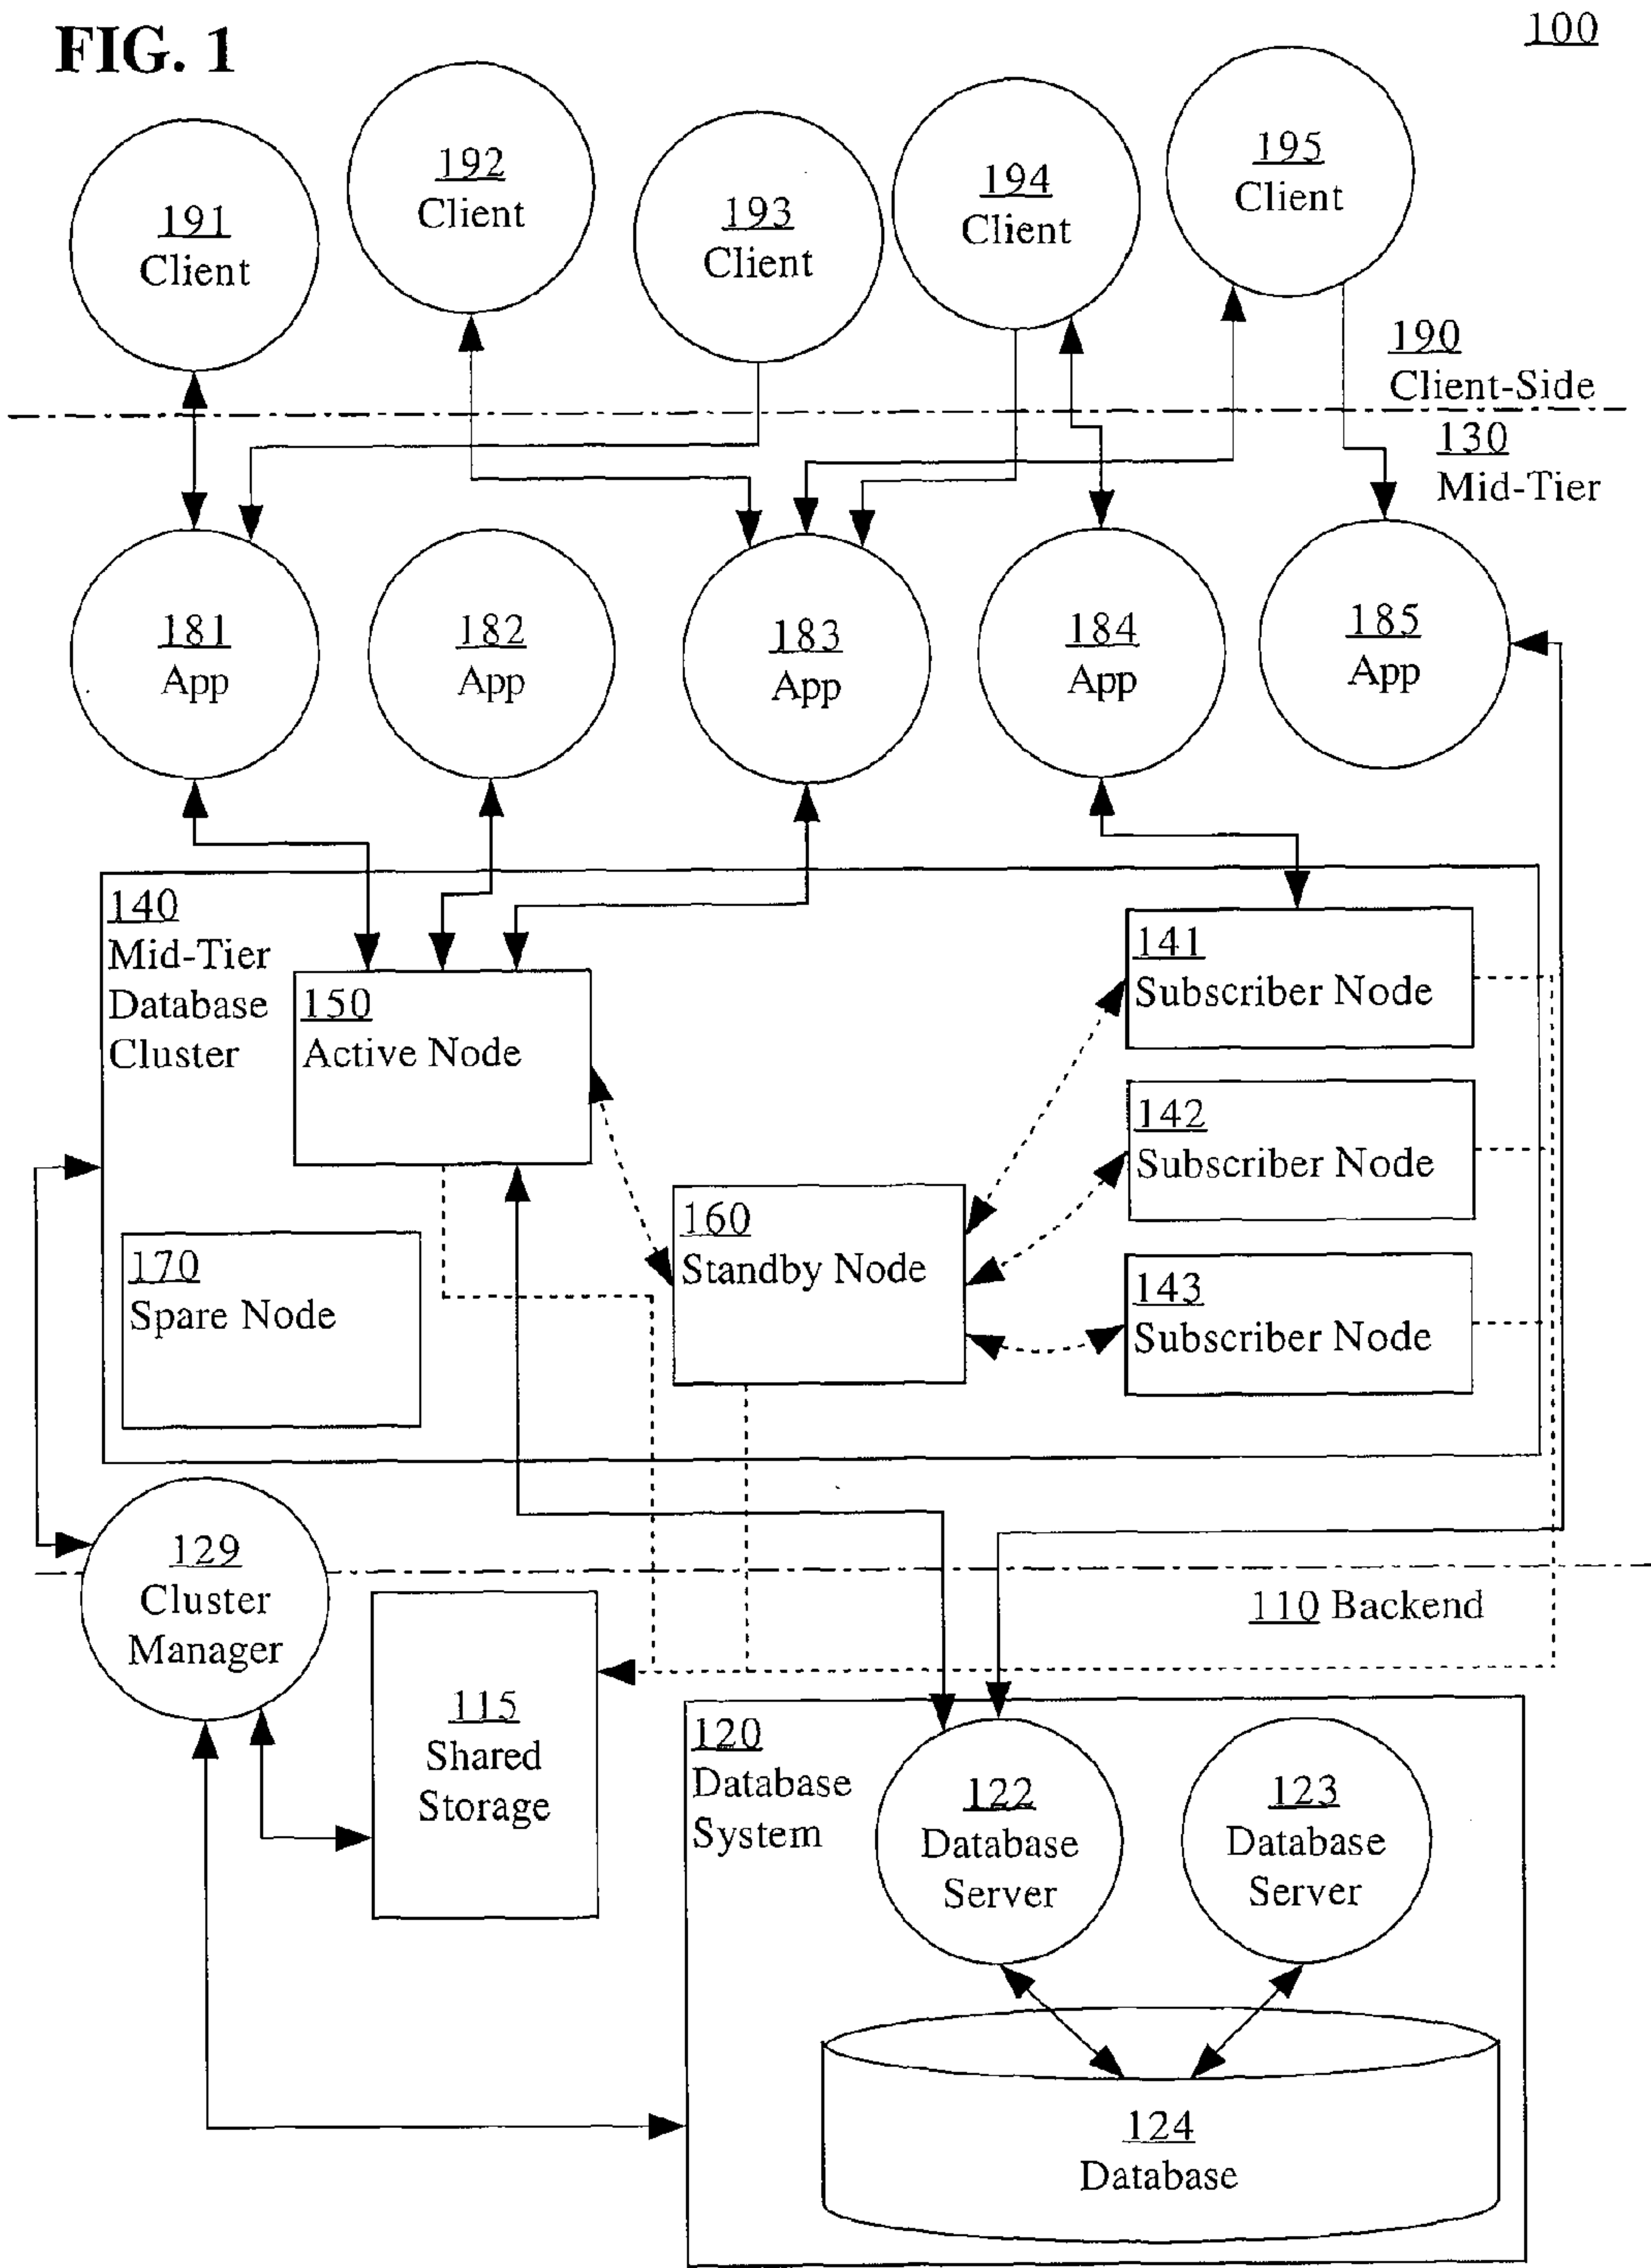 FIG. 1
100
191
Client
192
Client
193
Client
194
Client
195
Client
190
Client-Side
130
Mid-Tier
181
App
182
App
183
App
184
App
185
App
140
Mid-Tier
Database
Cluster
150
Active Node
141
Subscriber Node
142
Subscriber Node
143
Subscriber Node
160
Standby Node
170
Spare Node
129
Cluster
Manager
110 Backend
115
Shared
Storage
120
Database
System
122
Database
Server
123
Database
Server
124
Database